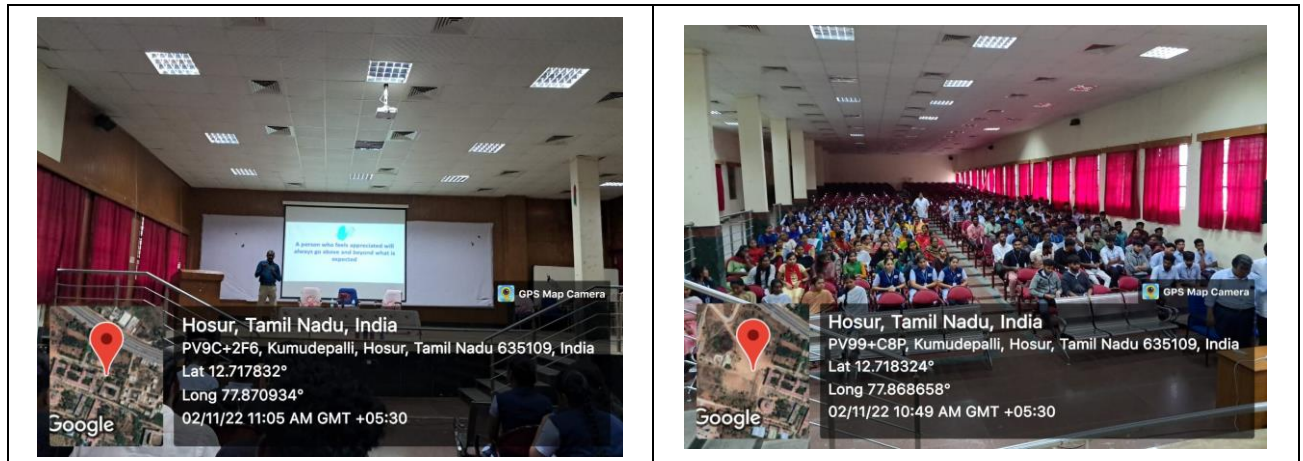 A person who feels appreciated will
always go above and beyond what is
expected
GPS Map Camera
Hosur, Tamil Nadu, India
PV9C+2F6, Kumudepalli, Hosur, Tamil Nadu 635109, India
Lat 12.717832°
Long 77.870934°
02/11/22 11:05 AM GMT +05:30
Google
GPS Map Camera
Hosur, Tamil Nadu, India
PV99+C8P, Kumudepalli, Hosur, Tamil Nadu 635109, India
Lat 12.718324°
Long 77.868658°
02/11/22 10:49 AM GMT +05:30
Google